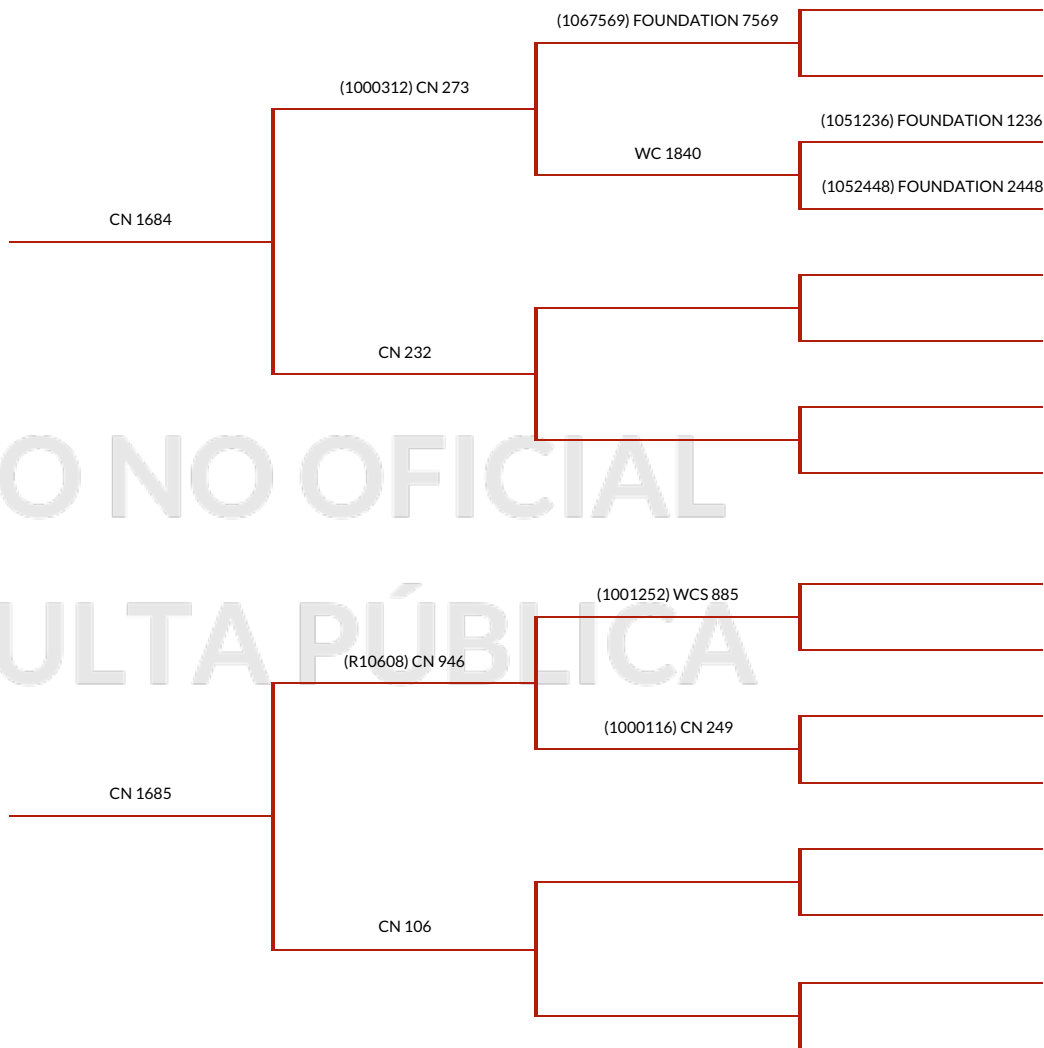 (1067569) FOUNDATION 7569
(1000312) CN 273
(1051236) FOUNDATION 1236
WC 1840
(1052448) FOUNDATION 2448
CN 1684
CN 232
O NO OFICIAL
(1001252) WCS 885
ULTA PÚBLICA
(R10608) CN 946
(1000116) CN 249
CN 1685
CN 106